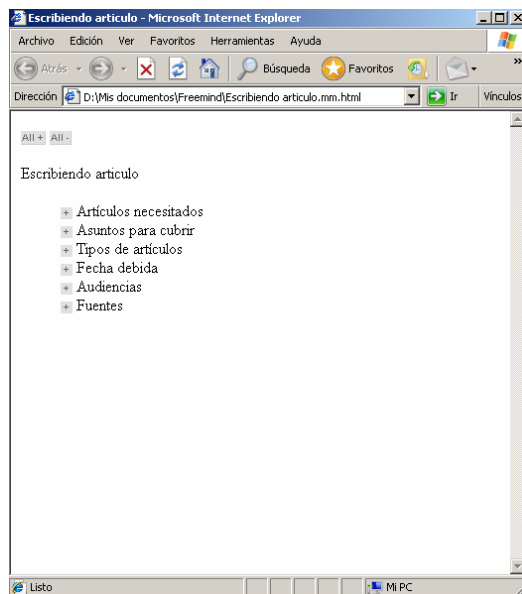 Escribiendo articulo - Microsoft Internet Explorer
Archivo Edición Ver Favoritos Herramientas Ayuda
Atrás Búsqueda Favoritos »
Dirección D:\Mis documentos\Freemind\Escribiendo articulo.mm.html Ir Vínculos
All + All -
Escribiendo articulo
+ Artículos necesitados
+ Asuntos para cubrir
+ Tipos de artículos
+ Fecha debida
+ Audiencias
+ Fuentes
Listo Mi PC